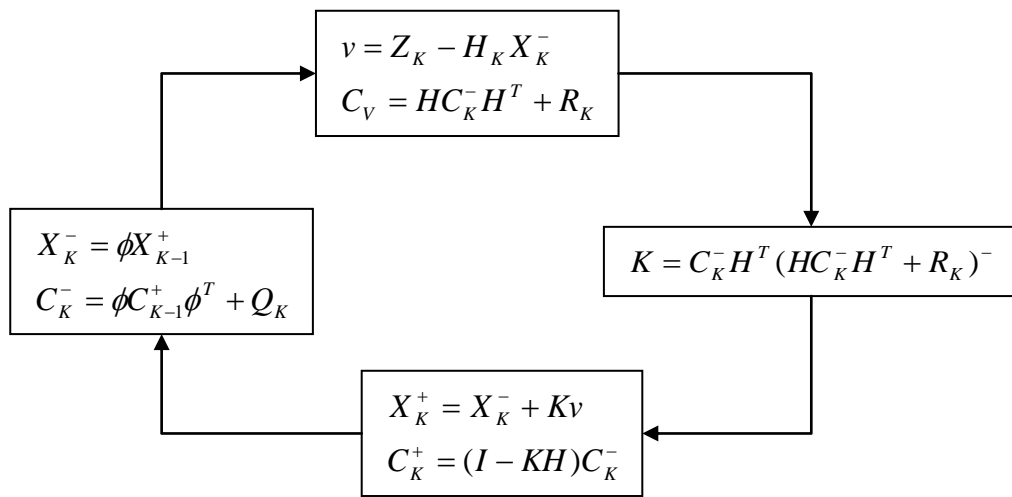 v = Z_K − H_K X_K^−
C_V = HC_K^− H^T + R_K
X_K^− = ϕX_{K−1}^+
C_K^− = ϕC_{K−1}^+ ϕ^T + Q_K
K = C_K^− H^T (HC_K^− H^T + R_K)^−
X_K^+ = X_K^− + Kv
C_K^+ = (I − KH)C_K^−